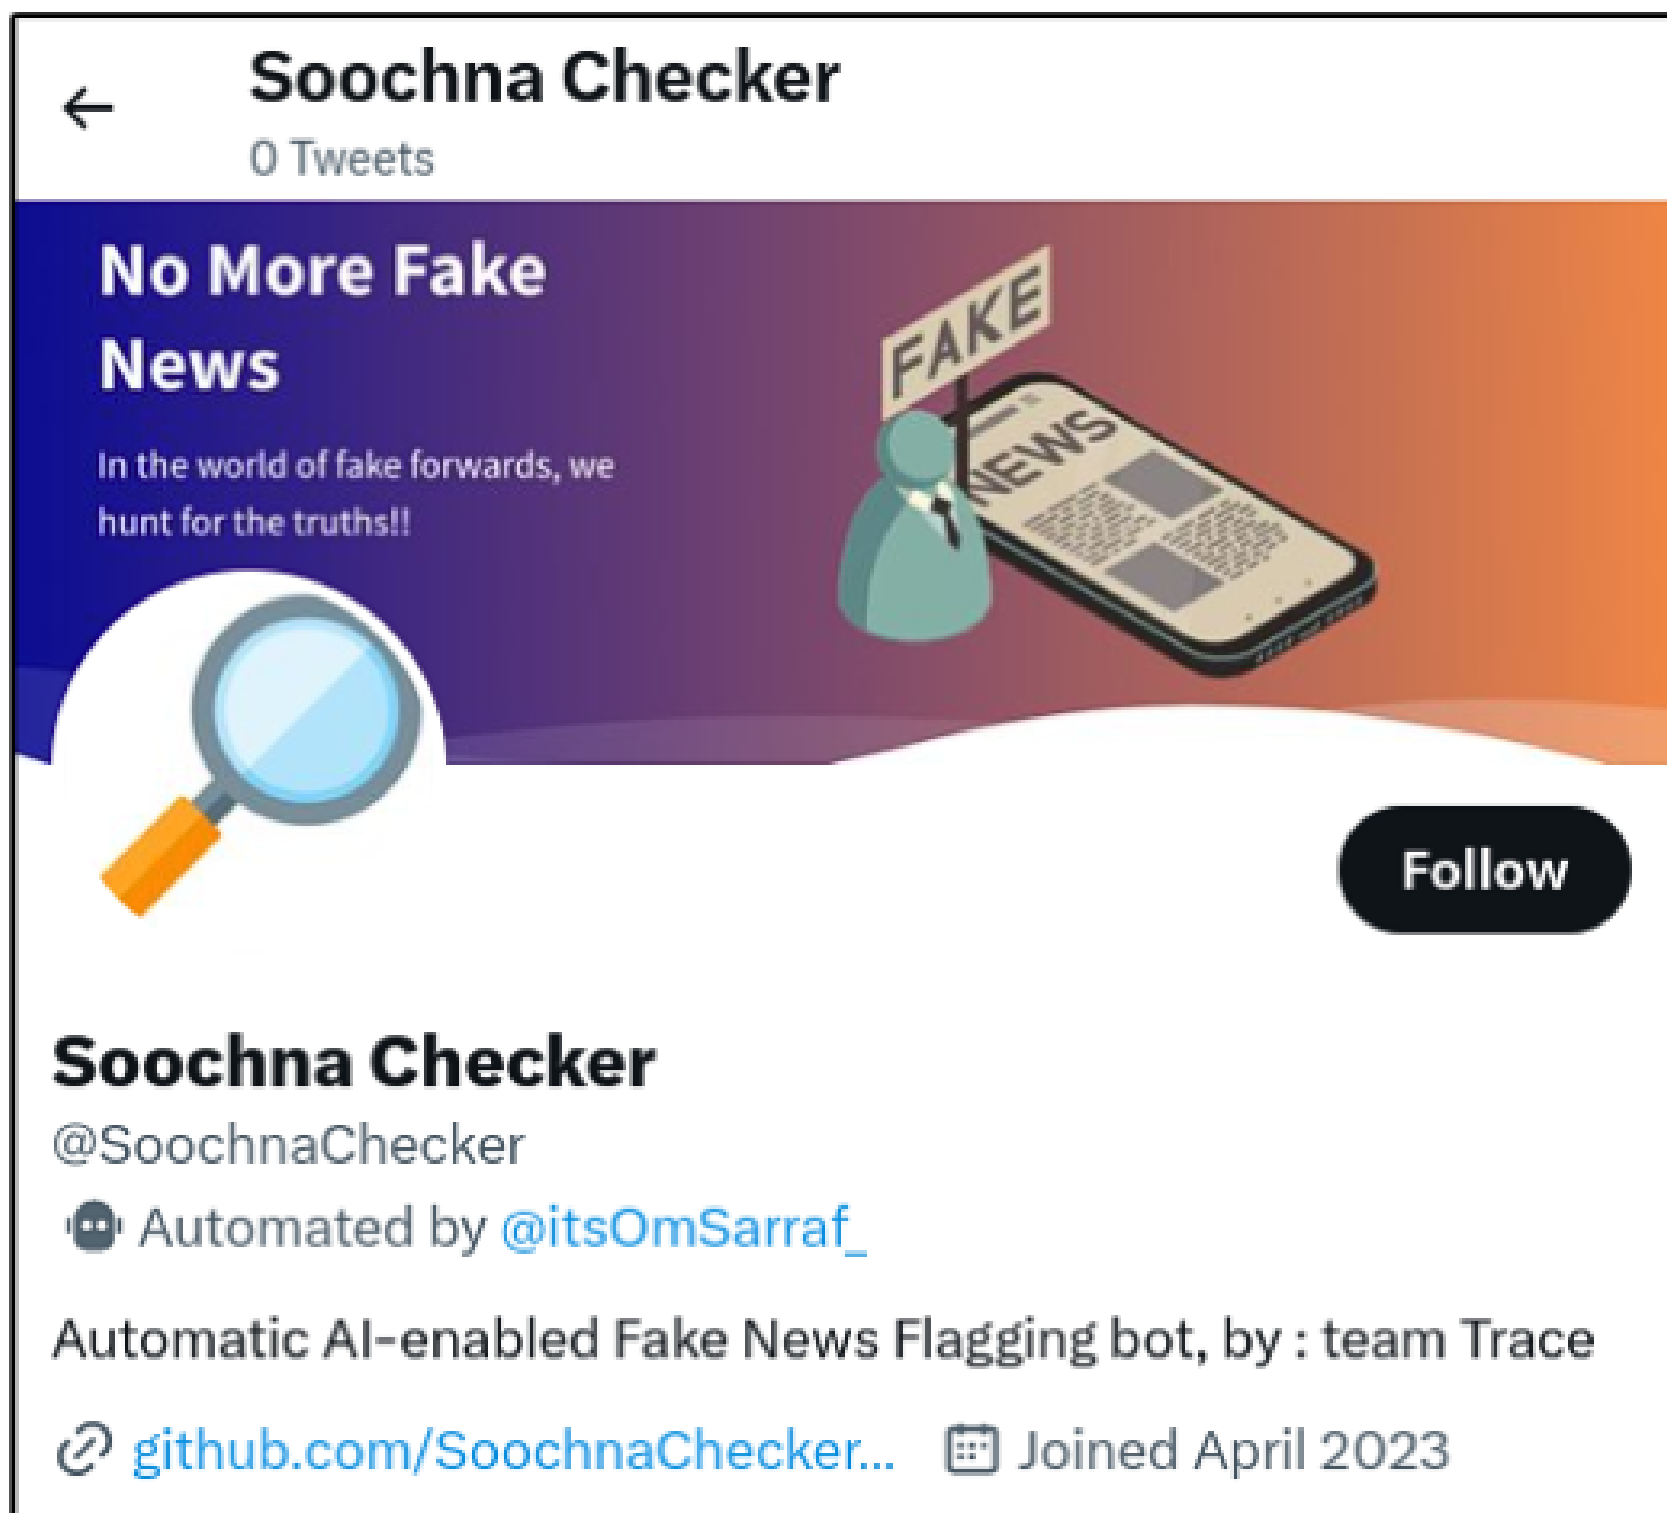 Soochna Checker
0 Tweets
No More Fake
News
In the world of fake forwards, we
hunt for the truths!!
FAKE
NEWS
Follow
Soochna Checker
@SoochnaChecker
Automated by @itsOmSarraf_
Automatic AI-enabled Fake News Flagging bot, by : team Trace
github.com/SoochnaChecker... Joined April 2023